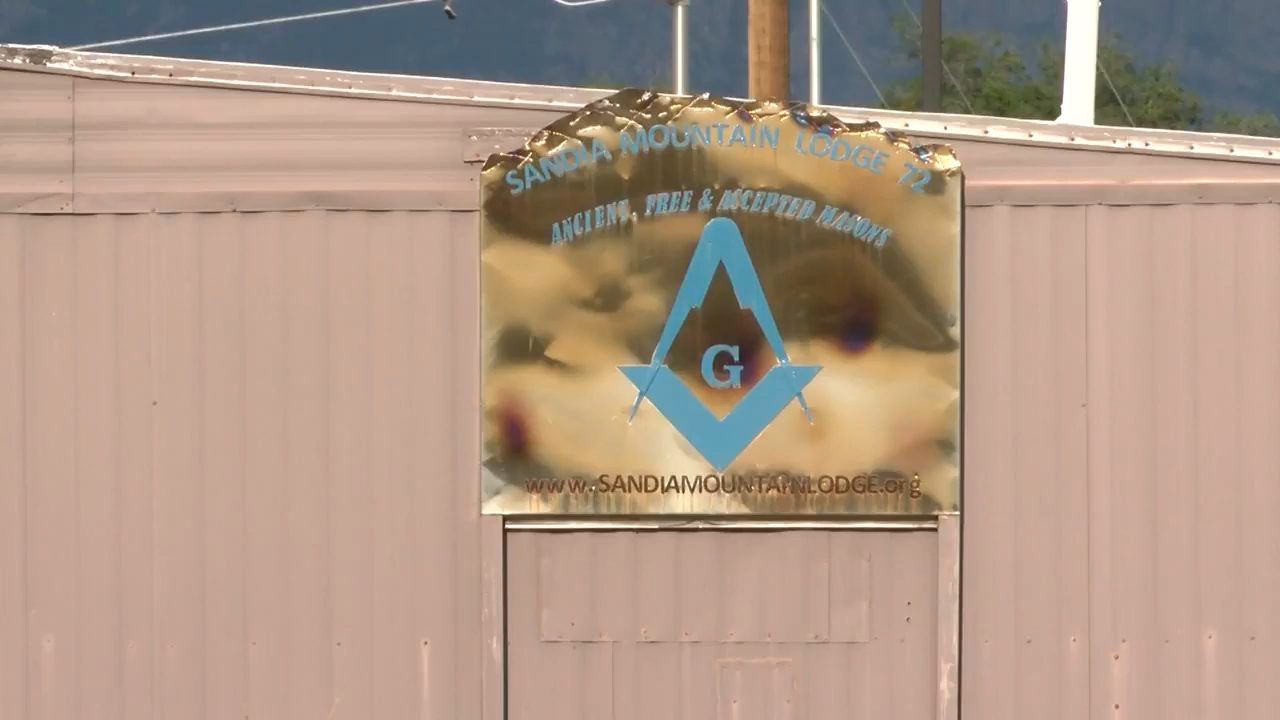 SANDIA MOUNTAIN LODGE 72
ANCIENT, FREE & ACCEPTED MASONS
G
www.SANDIAMOUNTAINLODGE.org